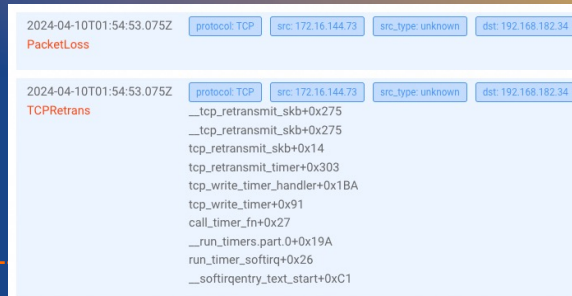 2024-04-10T01:54:53.075Z protocol: TCP src: 172.16.144.73 src_type: unknown dst: 192.168.182.34
PacketLoss
2024-04-10T01:54:53.075Z protocol: TCP src: 172.16.144.73 src_type: unknown dst: 192.168.182.34
TCPRetrans __tcp_retransmit_skb+0x275
__tcp_retransmit_skb+0x275
tcp_retransmit_skb+0x14
tcp_retransmit_timer+0x303
tcp_write_timer_handler+0x1BA
tcp_write_timer+0x91
call_timer_fn+0x27
__run_timers.part.0+0x19A
run_timer_softirq+0x26
__softirqentry_text_start+0xC1